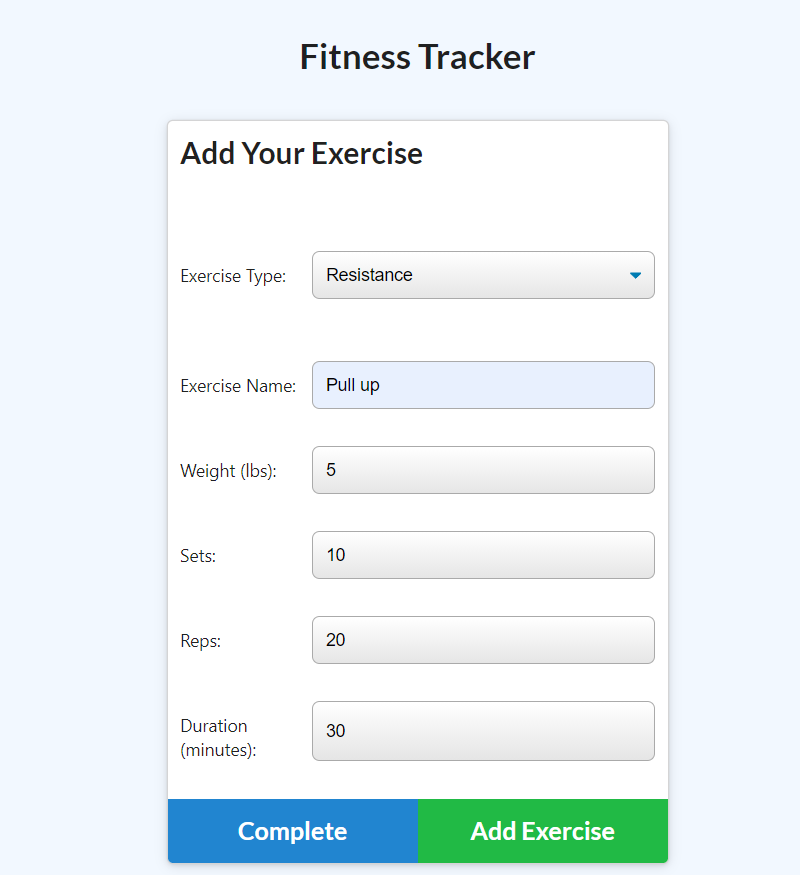 Fitness Tracker
Add Your Exercise
Exercise Type: Resistance
Exercise Name: Pull up
Weight (lbs): 5
Sets: 10
Reps: 20
Duration
(minutes): 30
Complete Add Exercise